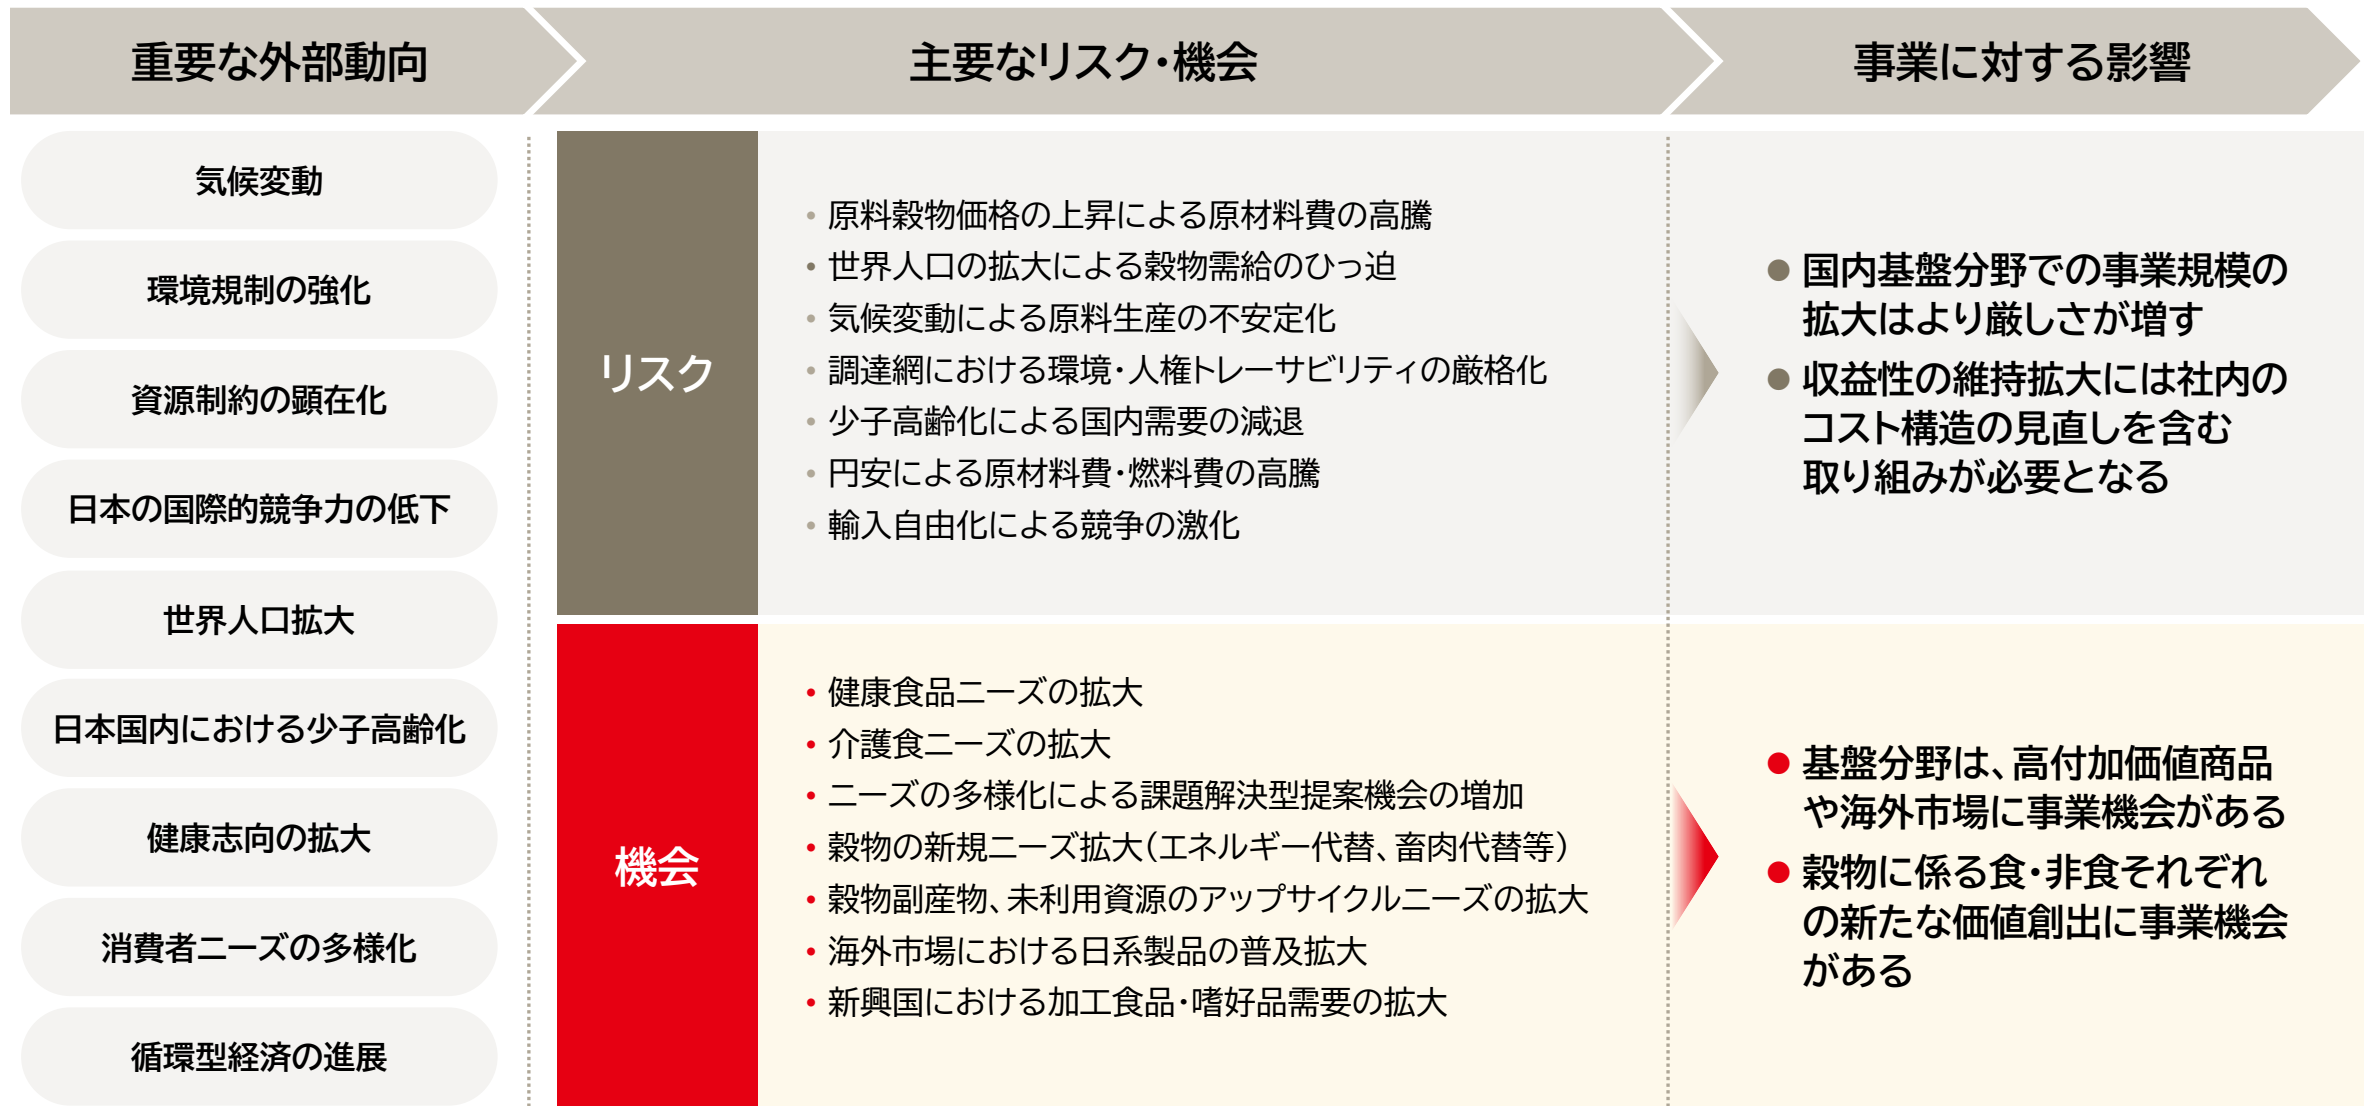 重要な外部動向
主要なリスク・機会
事業に対する影響
気候変動
環境規制の強化
資源制約の顕在化
日本の国際的競争力の低下
世界人口拡大
日本国内における少子高齢化
健康志向の拡大
消費者ニーズの多様化
循環型経済の進展
リスク
・原料穀物価格の上昇による原材料費の高騰
・世界人口の拡大による穀物需給のひっ迫
・気候変動による原料生産の不安定化
・調達網における環境・人権トレーサビリティの厳格化
・少子高齢化による国内需要の減退
・円安による原材料費・燃料費の高騰
・輸入自由化による競争の激化
● 国内基盤分野での事業規模の
拡大はより厳しさが増す
● 収益性の維持拡大には社内の
コスト構造の見直しを含む
取り組みが必要となる
機会
・健康食品ニーズの拡大
・介護食ニーズの拡大
・ニーズの多様化による課題解決型提案機会の増加
・穀物の新規ニーズ拡大（エネルギー代替、畜肉代替等）
・穀物副産物、未利用資源のアップサイクルニーズの拡大
・海外市場における日系製品の普及拡大
・新興国における加工食品・嗜好品需要の拡大
● 基盤分野は、高付加価値商品
や海外市場に事業機会がある
● 穀物に係る食・非食それぞれ
の新たな価値創出に事業機会
がある